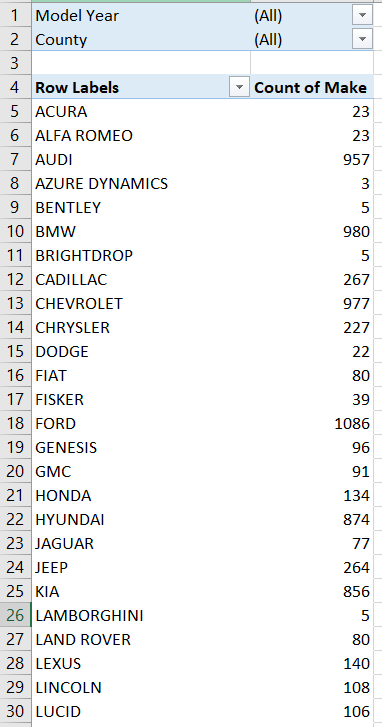 1 Model Year (All)
2 County (All)
3
4 Row Labels Count of Make
5 ACURA 23
6 ALFA ROMEO 23
7 AUDI 957
8 AZURE DYNAMICS 3
9 BENTLEY 5
10 BMW 980
11 BRIGHTDROP 5
12 CADILLAC 267
13 CHEVROLET 977
14 CHRYSLER 227
15 DODGE 22
16 FIAT 80
17 FISKER 39
18 FORD 1086
19 GENESIS 96
20 GMC 91
21 HONDA 134
22 HYUNDAI 874
23 JAGUAR 77
24 JEEP 264
25 KIA 856
26 LAMBORGHINI 5
27 LAND ROVER 80
28 LEXUS 140
29 LINCOLN 108
30 LUCID 106